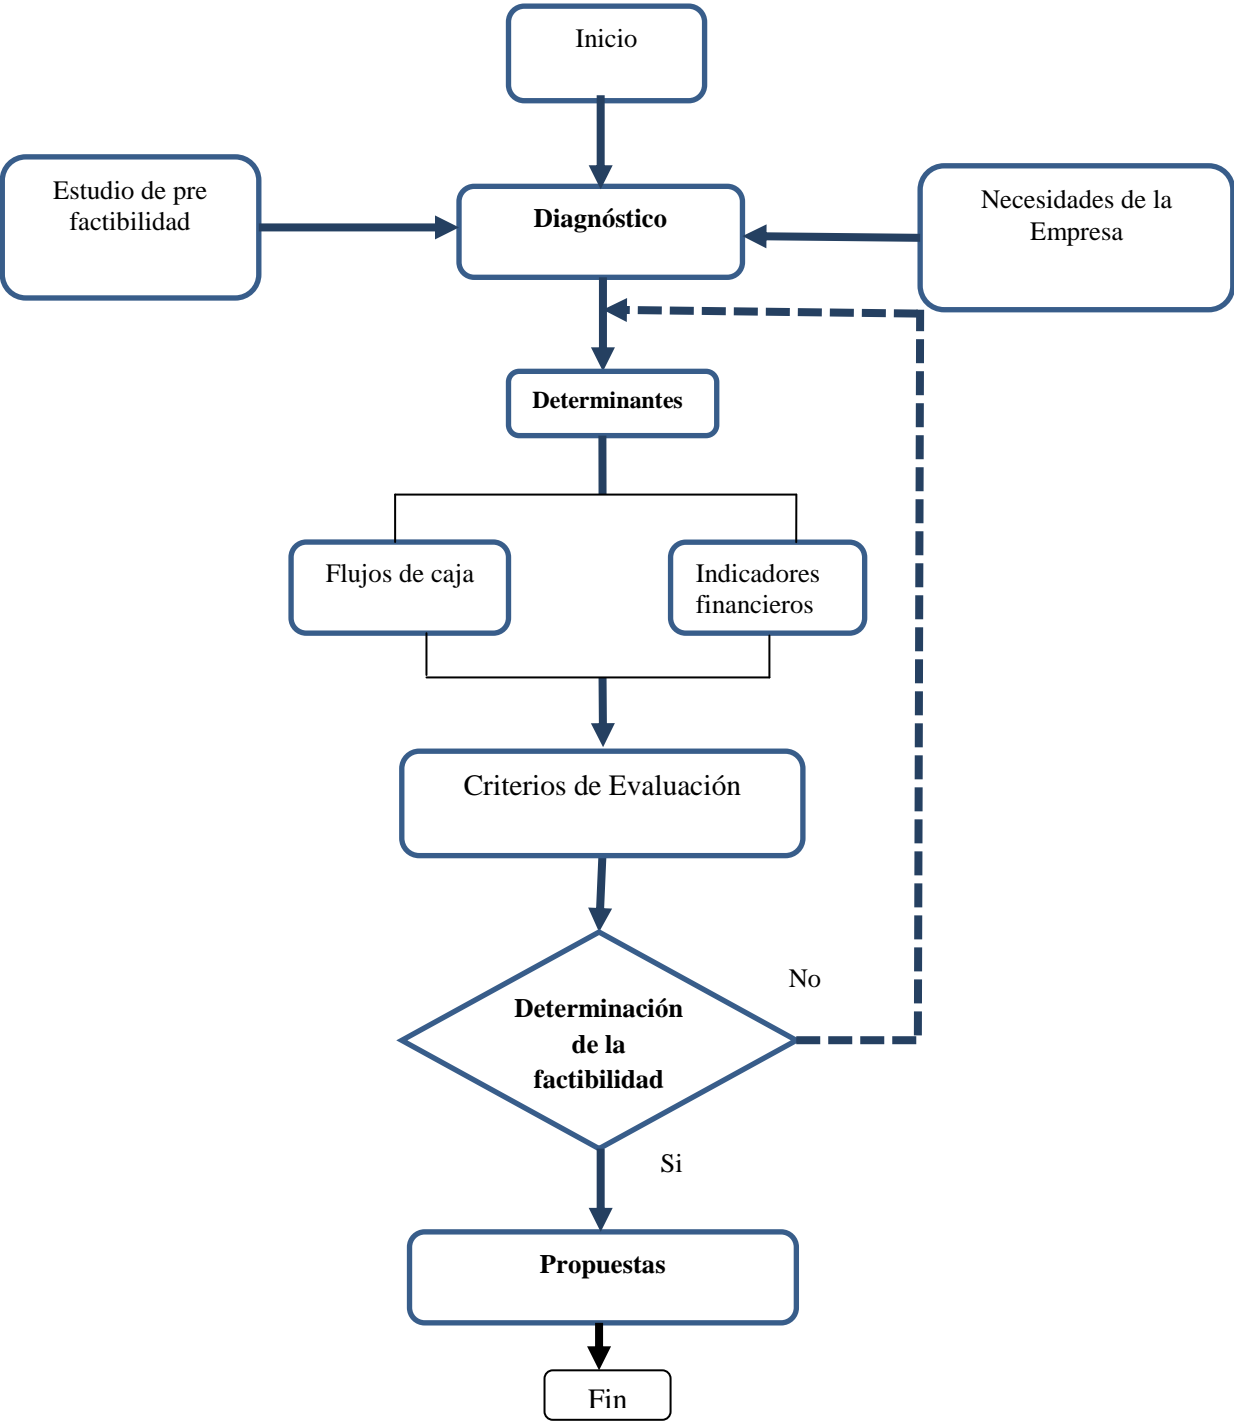 Inicio
Estudio de pre
factibilidad
Diagnóstico
Necesidades de la
Empresa
Determinantes
Flujos de caja
Indicadores
financieros
Criterios de Evaluación
No
Determinación
de la
factibilidad
Si
Propuestas
Fin